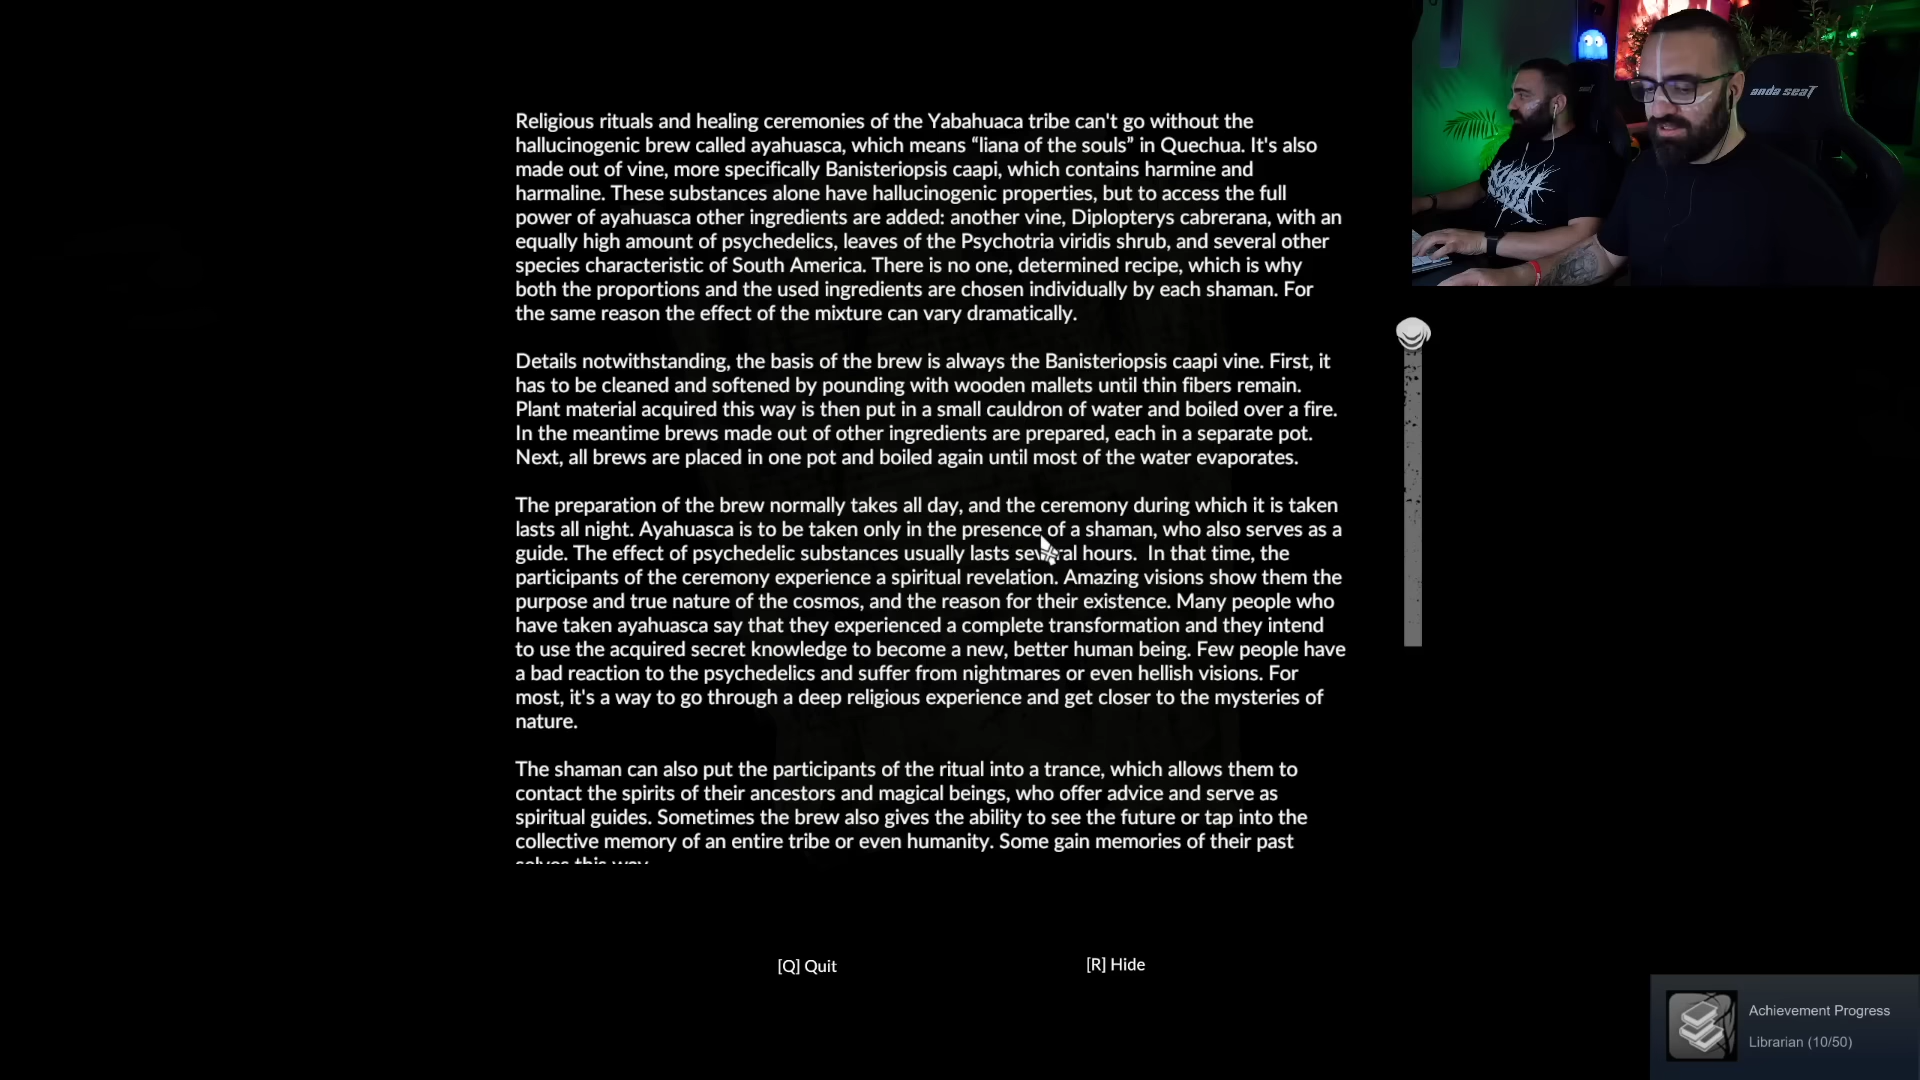 Religious rituals and healing ceremonies of the Yabahuaca tribe can't go without the
hallucinogenic brew called ayahuasca, which means “liana of the souls” in Quechua. It's also
made out of vine, more specifically Banisteriopsis caapi, which contains harmine and
harmaline. These substances alone have hallucinogenic properties, but to access the full
power of ayahuasca other ingredients are added: another vine, Diplopterys cabrerana, with an
equally high amount of psychedelics, leaves of the Psychotria viridis shrub, and several other
species characteristic of South America. There is no one, determined recipe, which is why
both the proportions and the used ingredients are chosen individually by each shaman. For
the same reason the effect of the mixture can vary dramatically.
Details notwithstanding, the basis of the brew is always the Banisteriopsis caapi vine. First, it
has to be cleaned and softened by pounding with wooden mallets until thin fibers remain.
Plant material acquired this way is then put in a small cauldron of water and boiled over a fire.
In the meantime brews made out of other ingredients are prepared, each in a separate pot.
Next, all brews are placed in one pot and boiled again until most of the water evaporates.
The preparation of the brew normally takes all day, and the ceremony during which it is taken
lasts all night. Ayahuasca is to be taken only in the presence of a shaman, who also serves as a
guide. The effect of psychedelic substances usually lasts several hours. In that time, the
participants of the ceremony experience a spiritual revelation. Amazing visions show them the
purpose and true nature of the cosmos, and the reason for their existence. Many people who
have taken ayahuasca say that they experienced a complete transformation and they intend
to use the acquired secret knowledge to become a new, better human being. Few people have
a bad reaction to the psychedelics and suffer from nightmares or even hellish visions. For
most, it's a way to go through a deep religious experience and get closer to the mysteries of
nature.
The shaman can also put the participants of the ritual into a trance, which allows them to
contact the spirits of their ancestors and magical beings, who offer advice and serve as
spiritual guides. Sometimes the brew also gives the ability to see the future or tap into the
collective memory of an entire tribe or even humanity. Some gain memories of their past
selves this way.
[Q] Quit
[R] Hide
anda seaT
Achievement Progress
Librarian (10/50)